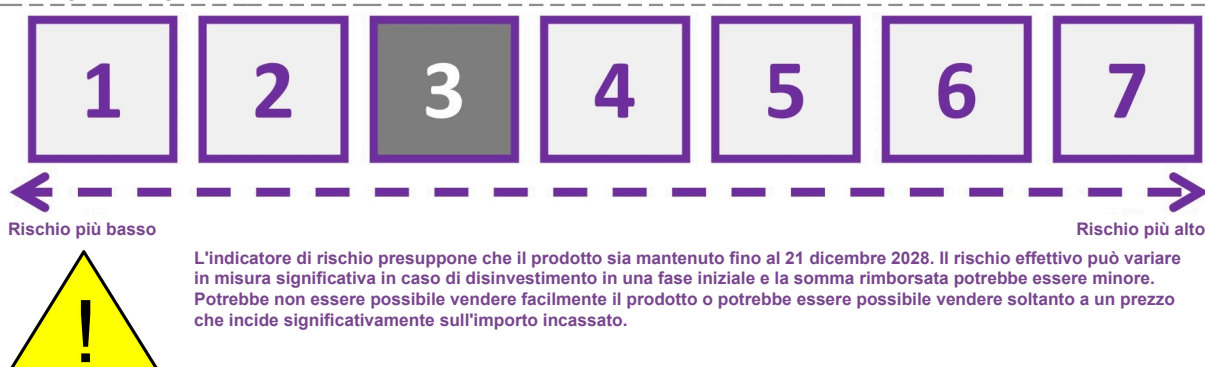 1 2 3 4 5 6 7
Rischio più basso Rischio più alto
L'indicatore di rischio presuppone che il prodotto sia mantenuto fino al 21 dicembre 2028. Il rischio effettivo può variare
in misura significativa in caso di disinvestimento in una fase iniziale e la somma rimborsata potrebbe essere minore.
Potrebbe non essere possibile vendere facilmente il prodotto o potrebbe essere possibile vendere soltanto a un prezzo
che incide significativamente sull'importo incassato.
!